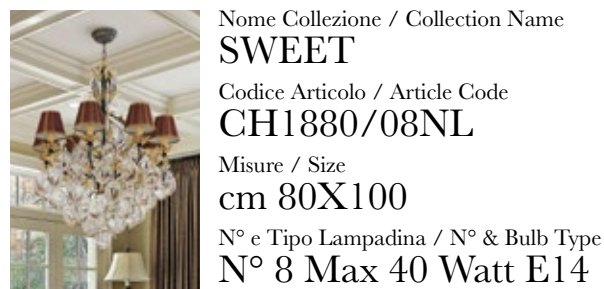 Nome Collezione / Collection Name
SWEET
Codice Articolo / Article Code
CH1880/08NL
Misure / Size
cm 80X100
N° e Tipo Lampadina / N° & Bulb Type
N° 8 Max 40 Watt E14